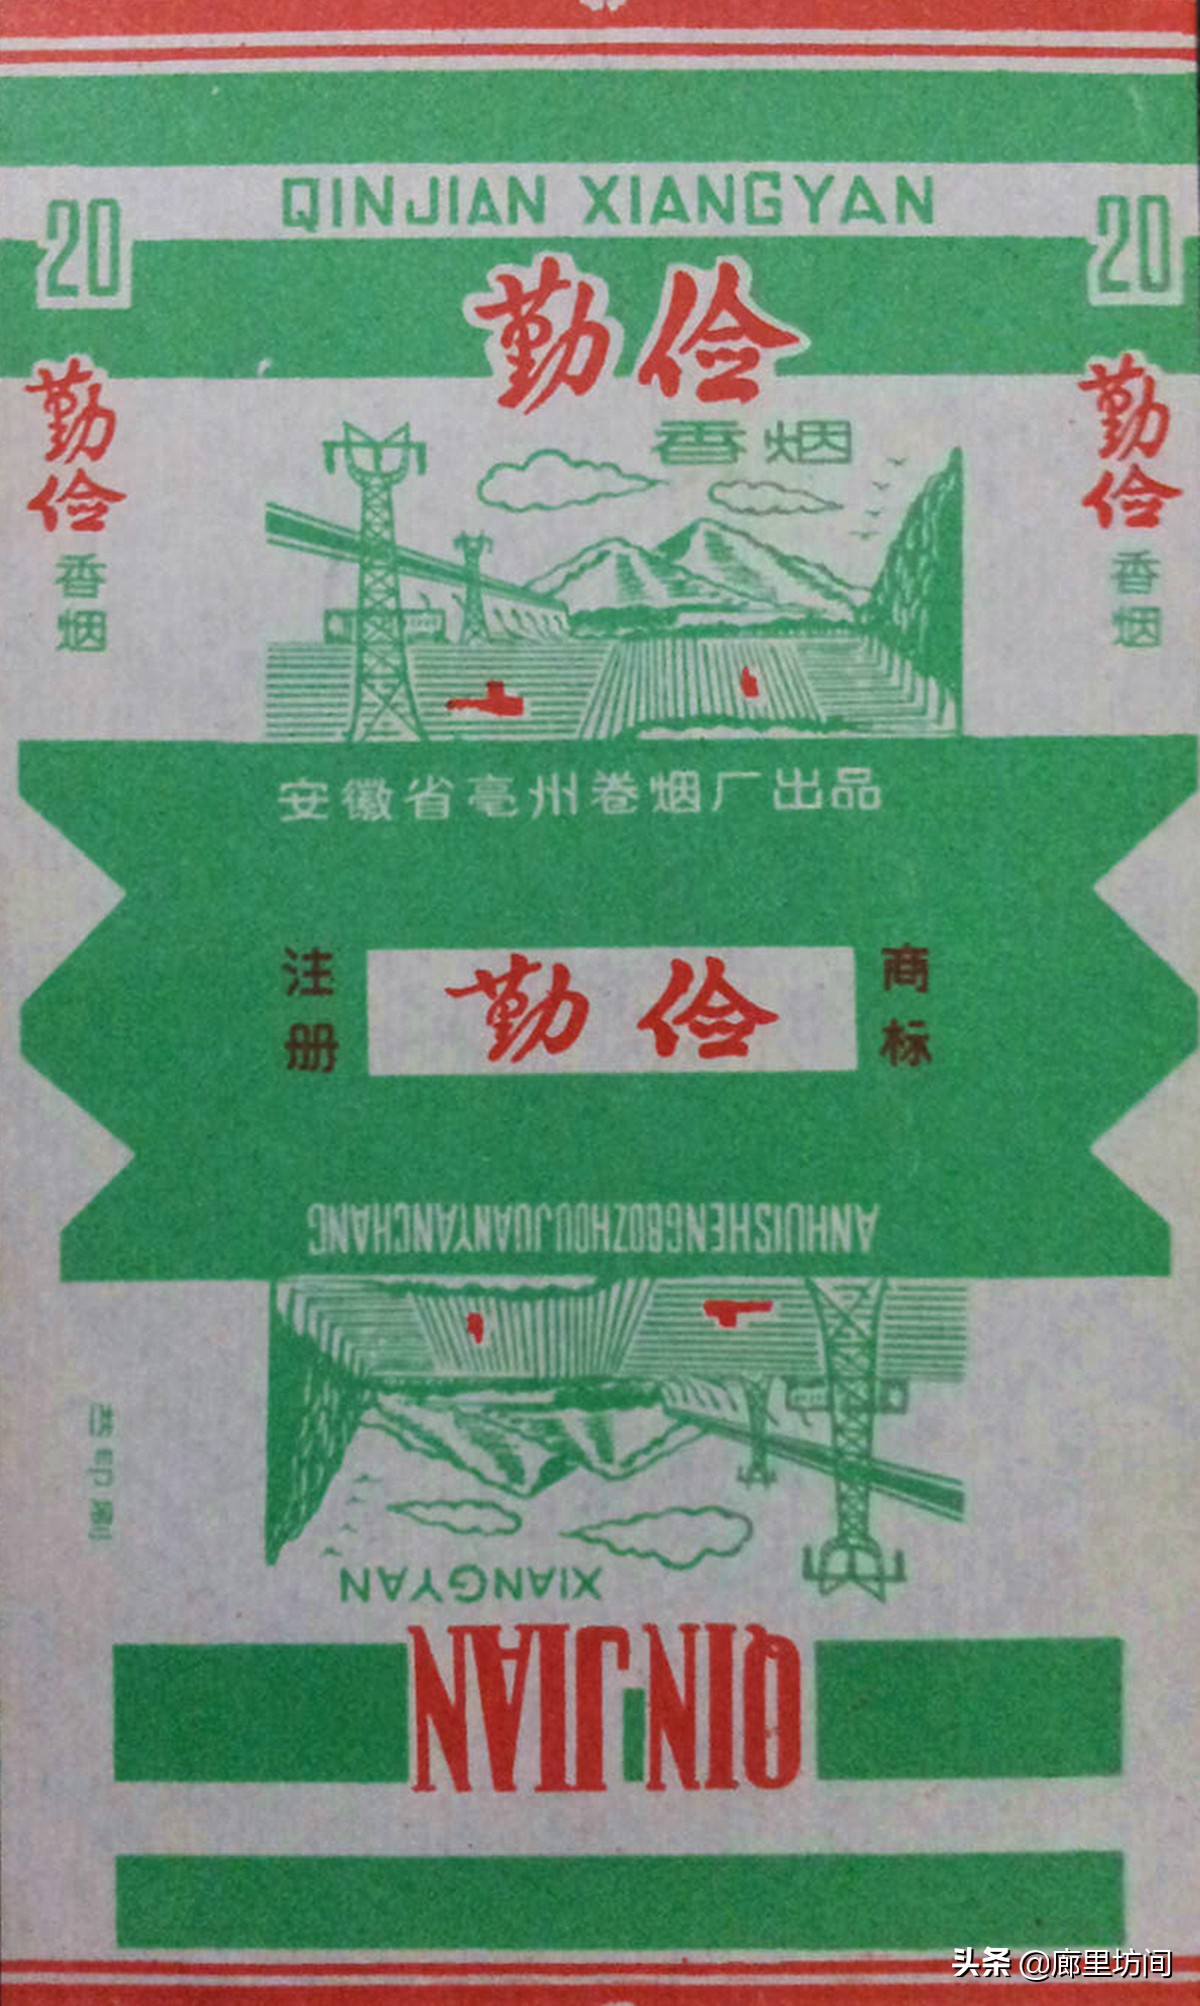 QINJIAN XIANGYAN
20
20
勤俭
勤俭
勤俭
香烟
香烟
香烟
安徽省亳州卷烟厂出品
注册
勤俭
商标
ANHUISHENGBOZHOUJUANYANCHANG
XIANGYAN
QINJIAN
头条 @廊里坊间